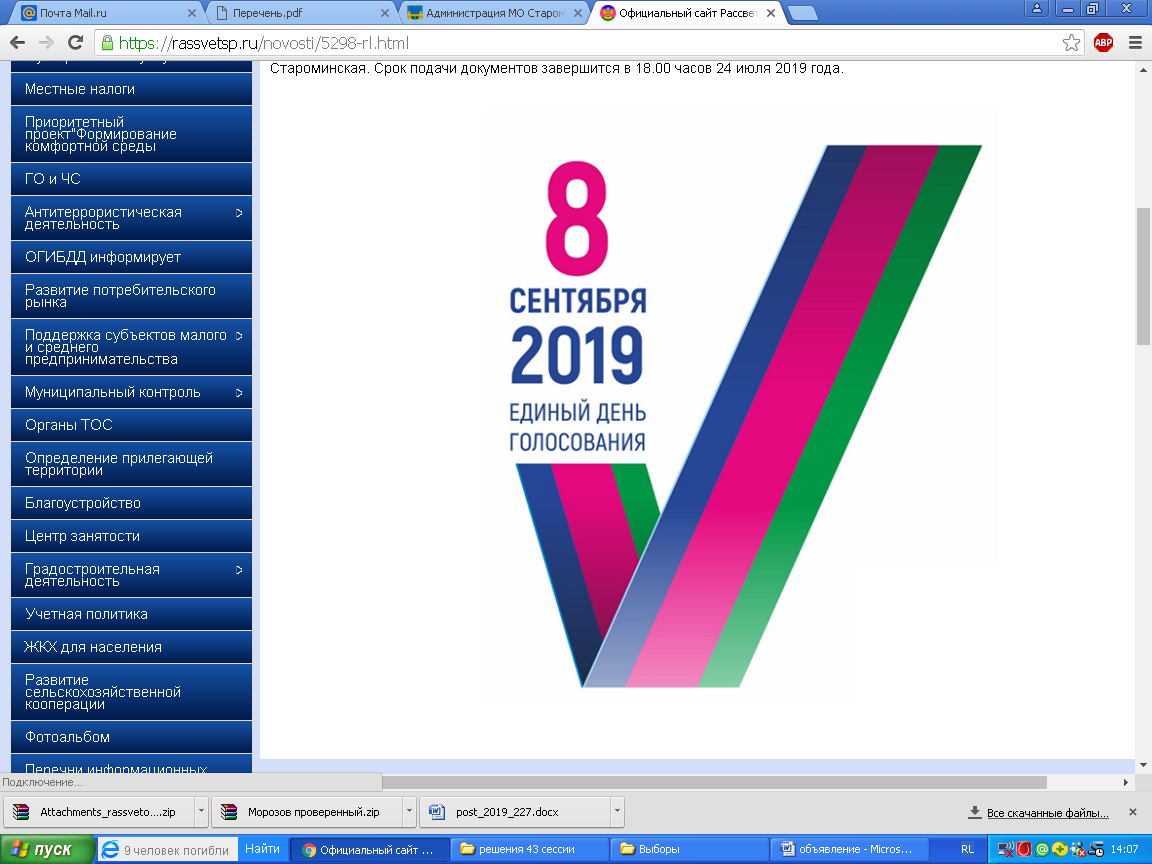 Почта Mail.ru
Перечень.pdf
Администрация МО Старом
Официальный сайт Рассвет
https://rassvetsp.ru/novosti/5298-rl.html
ABP
Староминская. Срок подачи документов завершится в 18.00 часов 24 июля 2019 года.
Местные налоги
Приоритетный
проект"Формирование
комфортной среды
ГО и ЧС
Антитеррористическая
деятельность
ОГИБДД информирует
Развитие потребительского
рынка
Поддержка субъектов малого
и среднего
предпринимательства
Муниципальный контроль
Органы ТОС
Определение прилегающей
территории
Благоустройство
Центр занятости
Градостроительная
деятельность
Учетная политика
ЖКХ для населения
Развитие
сельскохозяйственной
кооперации
Фотоальбом
Перечни информационных
8
СЕНТЯБРЯ
2019
ЕДИНЫЙ ДЕНЬ
ГОЛОСОВАНИЯ
Подключение...
Attachments_rassveto....zip
Морозов проверенный.zip
post_2019_227.docx
Все скачанные файлы...
пуск
9 человек погибли
Найти
Официальный сайт ...
решения 43 сессии
Выборы
объявление - Micros...
RL
14:07